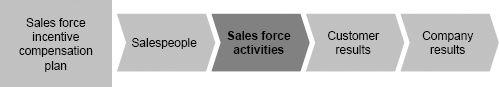 Sales force
incentive
compensation
plan
Salespeople
Sales force
activities
Customer
results
Company
results